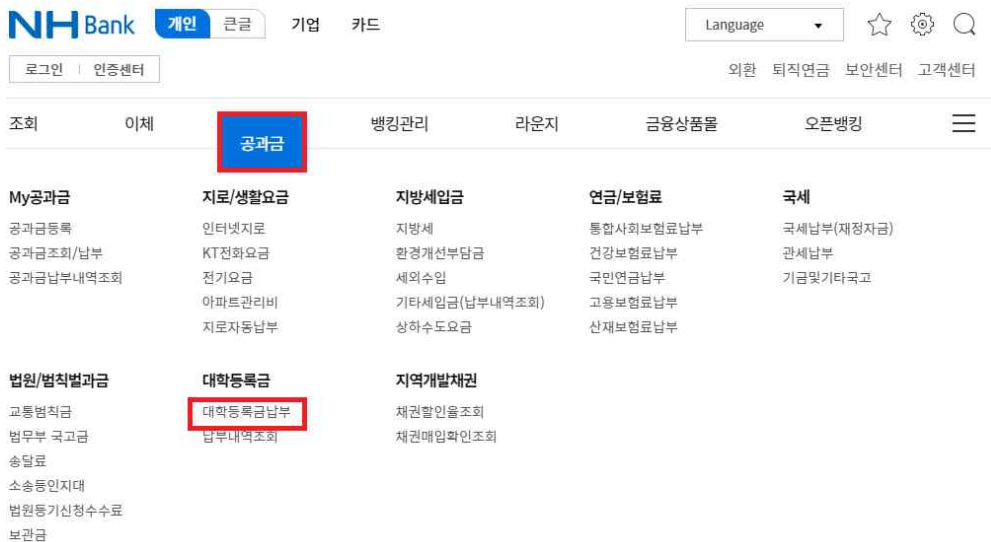 NH Bank 개인 큰글 기업 카드 Language
로그인 인증센터 외환 퇴직연금 보안센터 고객센터
조회 이체 공과금 뱅킹관리 라운지 금융상품몰 오픈뱅킹
My공과금 지로/생활요금 지방세입금 연금/보험료 국세
공과금등록 인터넷지로 지방세 통합사회보험료납부 국세납부(재정자금)
공과금조회/납부 KT전화요금 환경개선부담금 건강보험료납부 관세납부
공과금납부내역조회 전기요금 세외수입 국민연금납부 기금및기타국고
아파트관리비 기타세입금(납부내역조회) 고용보험료납부
지로자동납부 상하수도요금 산재보험료납부
법원/범칙벌과금 대학등록금 지역개발채권
교통범칙금 대학등록금납부 채권할인율조회
법무부 국고금 납부내역조회 채권매입확인조회
송달료
소송등인지대
법원등기신청수수료
보관금